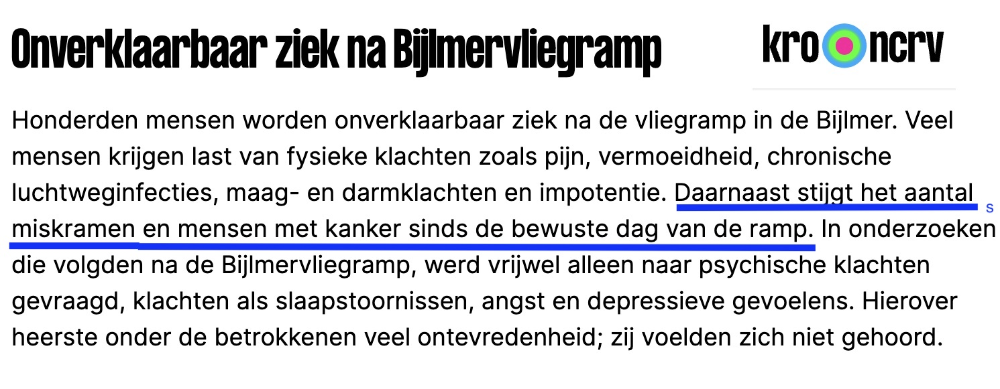 Onverklaarbaar ziek na Bijlmervliegramp
kro ncrv
Honderden mensen worden onverklaarbaar ziek na de vliegramp in de Bijlmer. Veel
mensen krijgen last van fysieke klachten zoals pijn, vermoeidheid, chronische
luchtweginfecties, maag- en darmklachten en impotentie. Daarnaast stijgt het aantal
s
miskramen en mensen met kanker sinds de bewuste dag van de ramp. In onderzoeken
die volgden na de Bijlmervliegramp, werd vrijwel alleen naar psychische klachten
gevraagd, klachten als slaapstoornissen, angst en depressieve gevoelens. Hierover
heerste onder de betrokkenen veel ontevredenheid; zij voelden zich niet gehoord.